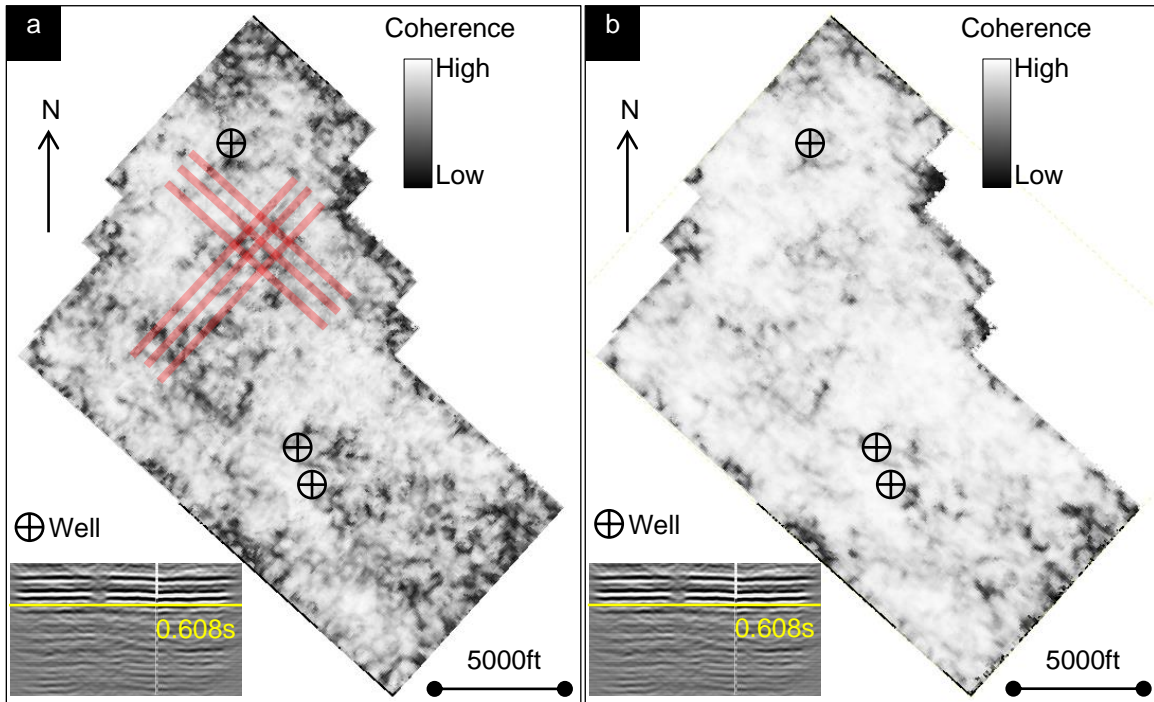 a
Coherence
High
Low
N
Well
0.608s
5000ft
b
Coherence
High
Low
N
Well
0.608s
5000ft